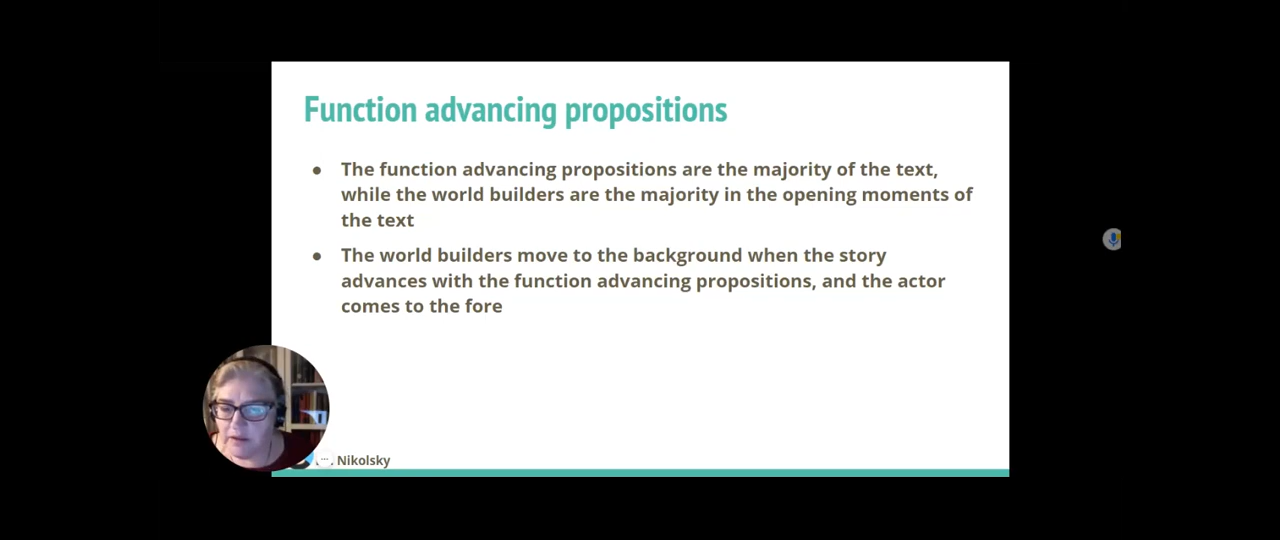 Function advancing propositions
● The function advancing propositions are the majority of the text,
while the world builders are the majority in the opening moments of
the text
● The world builders move to the background when the story
advances with the function advancing propositions, and the actor
comes to the fore
Nikolsky